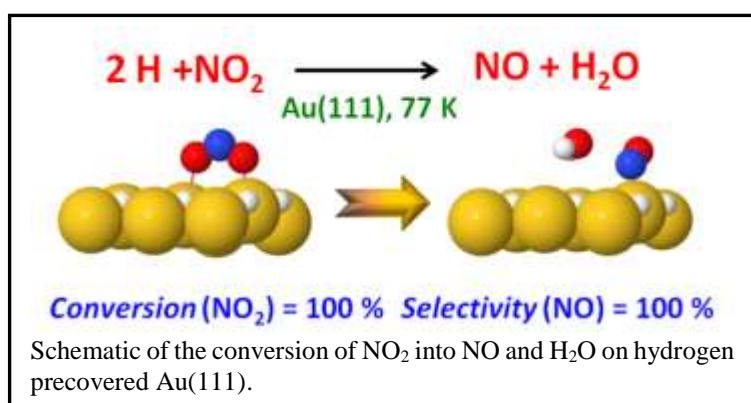 2 H +NO₂ → NO + H₂O
Au(111), 77 K
Conversion (NO₂) = 100 % Selectivity (NO) = 100 %
Schematic of the conversion of NO₂ into NO and H₂O on hydrogen
precovered Au(111).